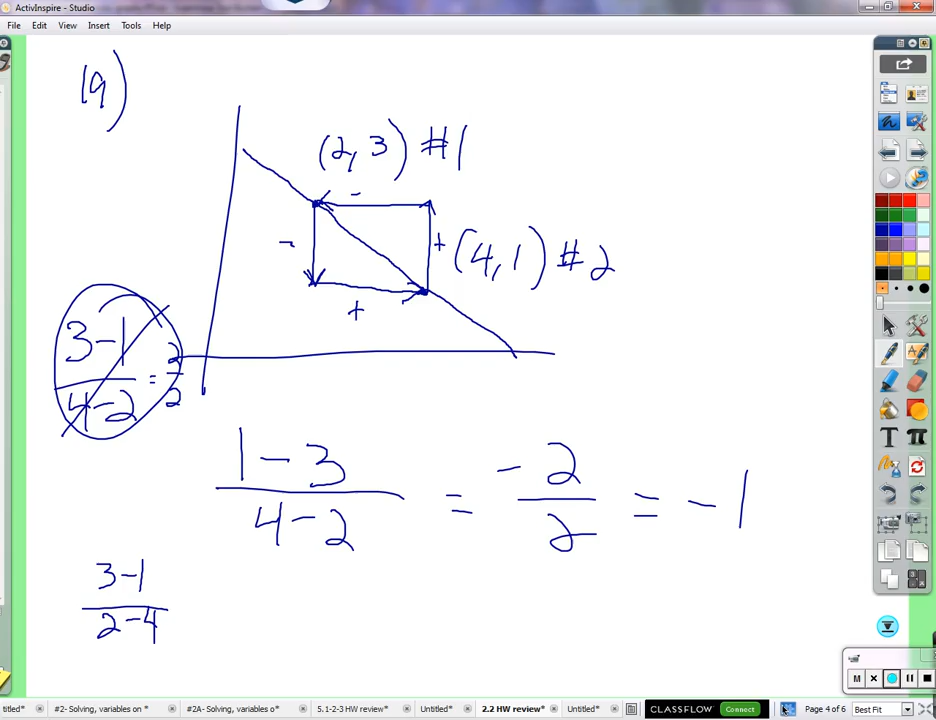 ActivInspire - Studio
File Edit View Insert Tools Help
19)
(2, 3) #1
-
-
+ (4, 1) #2
+
3-1
4-2
= 2
2
1 - 3
4 - 2
= - 2
2
= - 1
3-1
2-4
T π
M
titled* #2- Solving, variables on * #2A- Solving, variables o* 5.1-2-3 HW review* Untitled* 2.2 HW review* Untitled* CLASSFLOW Connect Page 4 of 6 Best Fit